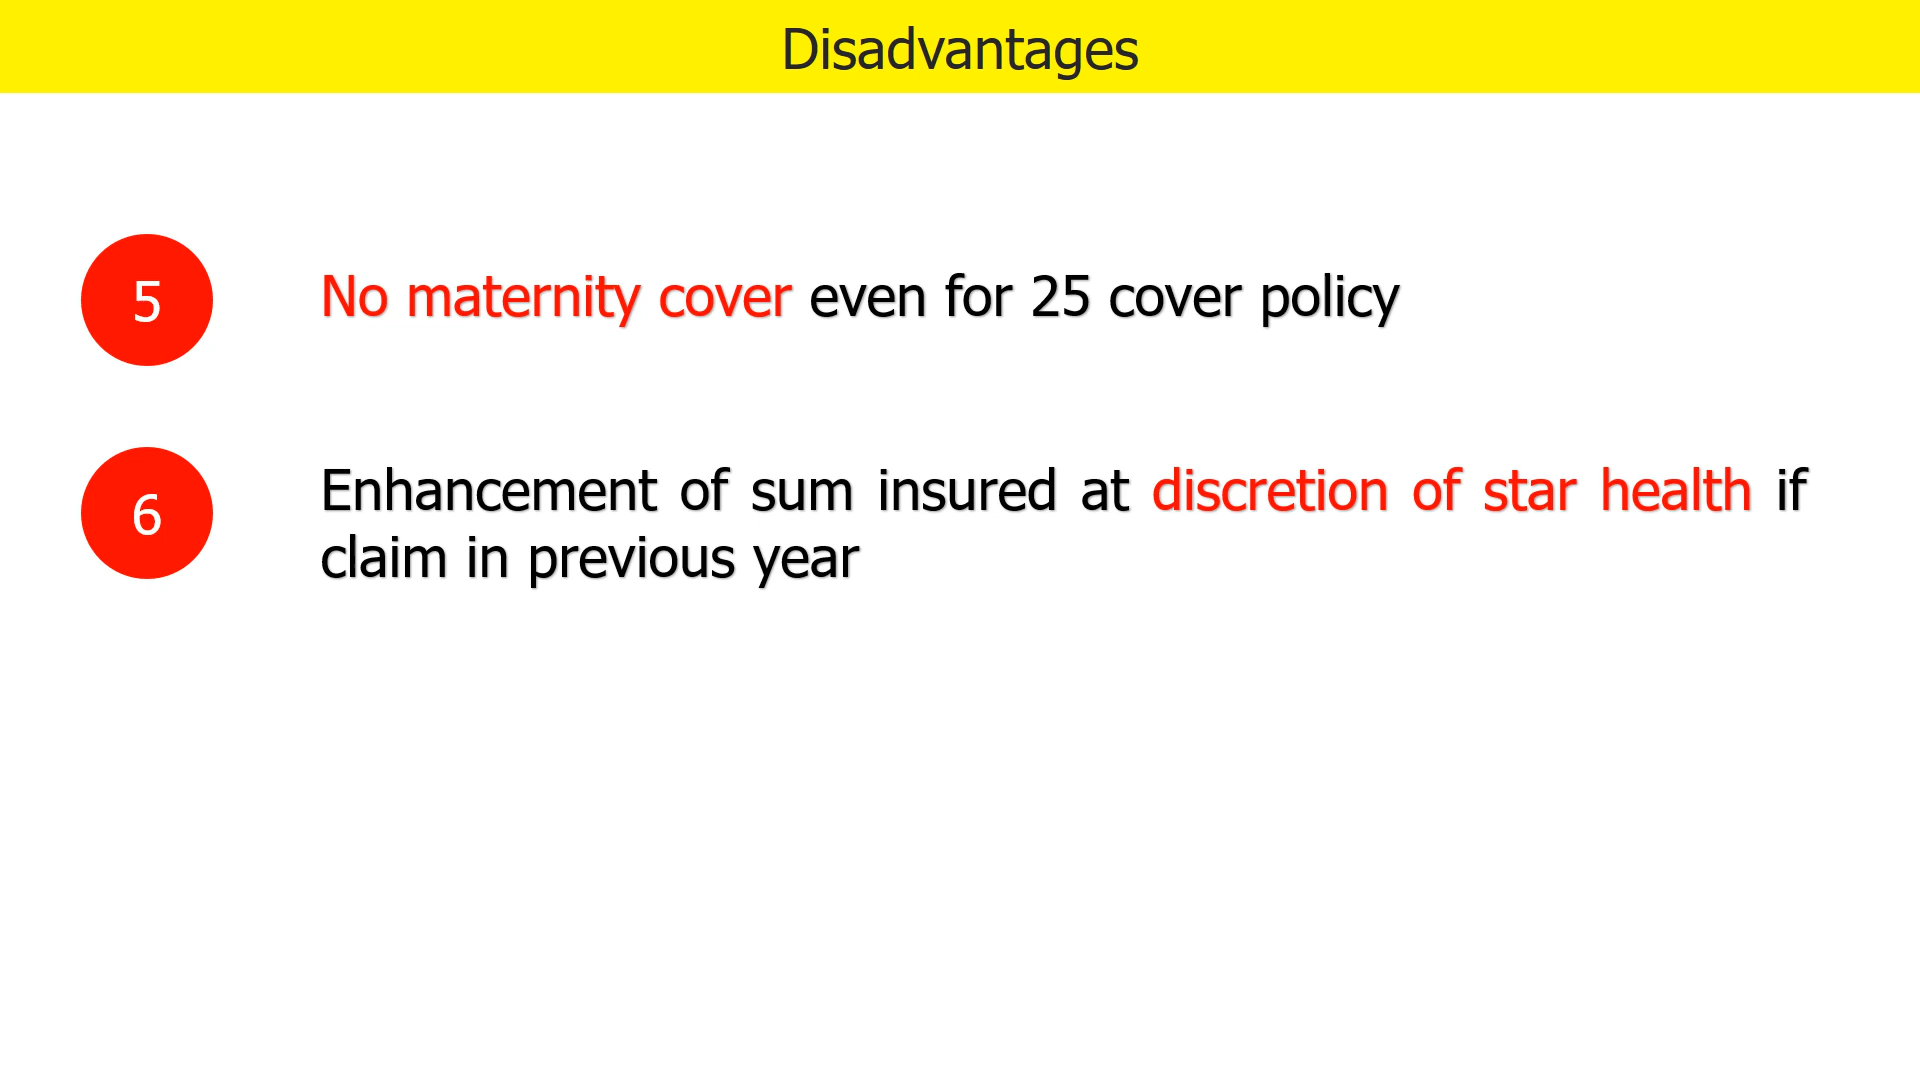 Disadvantages
5
No maternity cover even for 25 cover policy
6
Enhancement of sum insured at discretion of star health if
claim in previous year